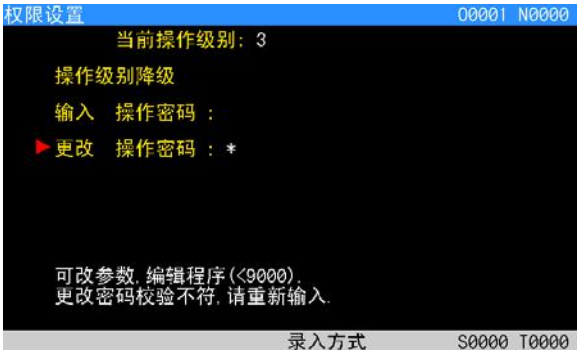 权限设置 O0001 N0000
当前操作级别: 3
操作级别降级
输入 操作密码 :
更改 操作密码 : *
可改参数,编辑程序(<9000).
更改密码校验不符,请重新输入.
录入方式 S0000 T0000